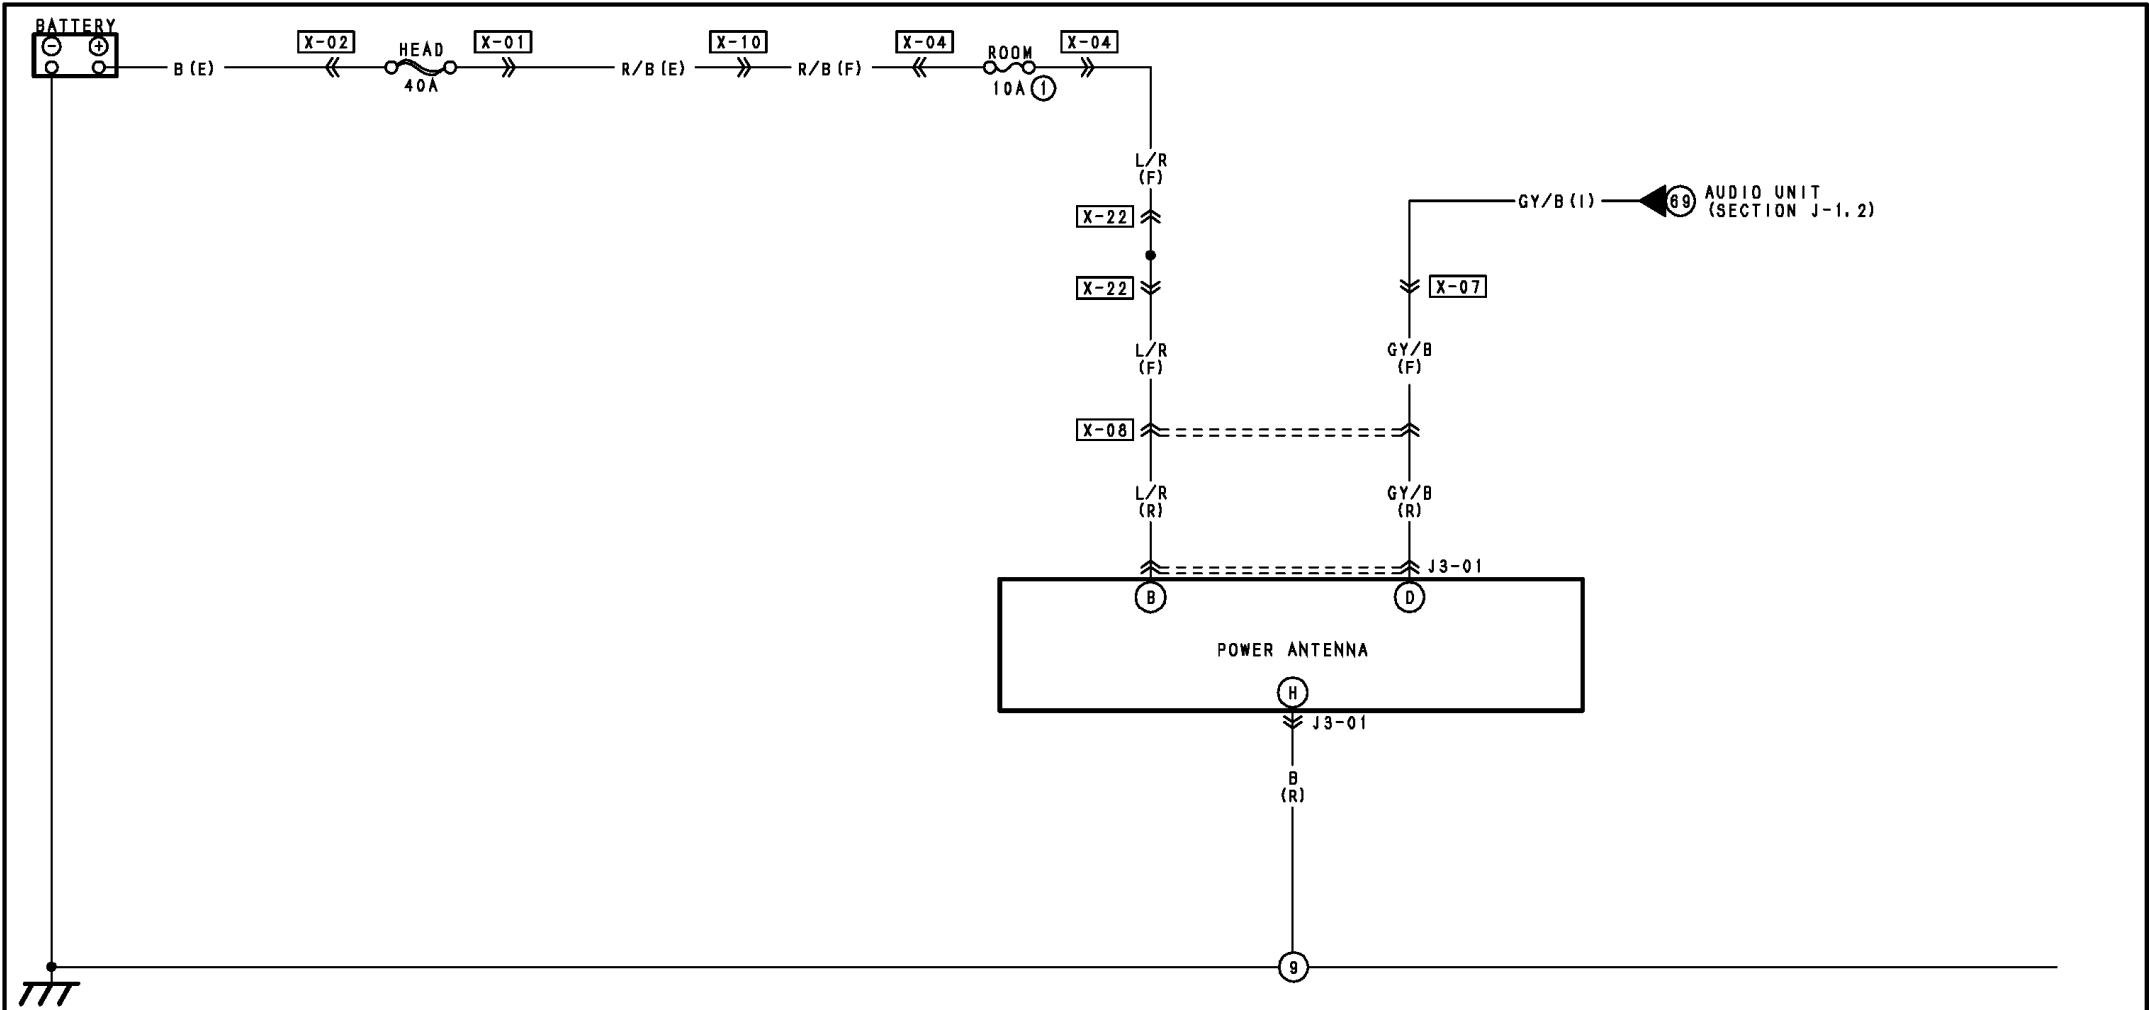 BATTERY
− +
B (E)
X-02
HEAD
40A
X-01
R/B (E)
X-10
R/B (F)
X-04
ROOM
10A 1
X-04
L/R
(F)
X-22
X-22
L/R
(F)
X-08
L/R
(R)
GY/B (I)
69 AUDIO UNIT
(SECTION J-1,2)
X-07
GY/B
(F)
GY/B
(R)
J3-01
B
D
POWER ANTENNA
H
J3-01
B
(R)
9